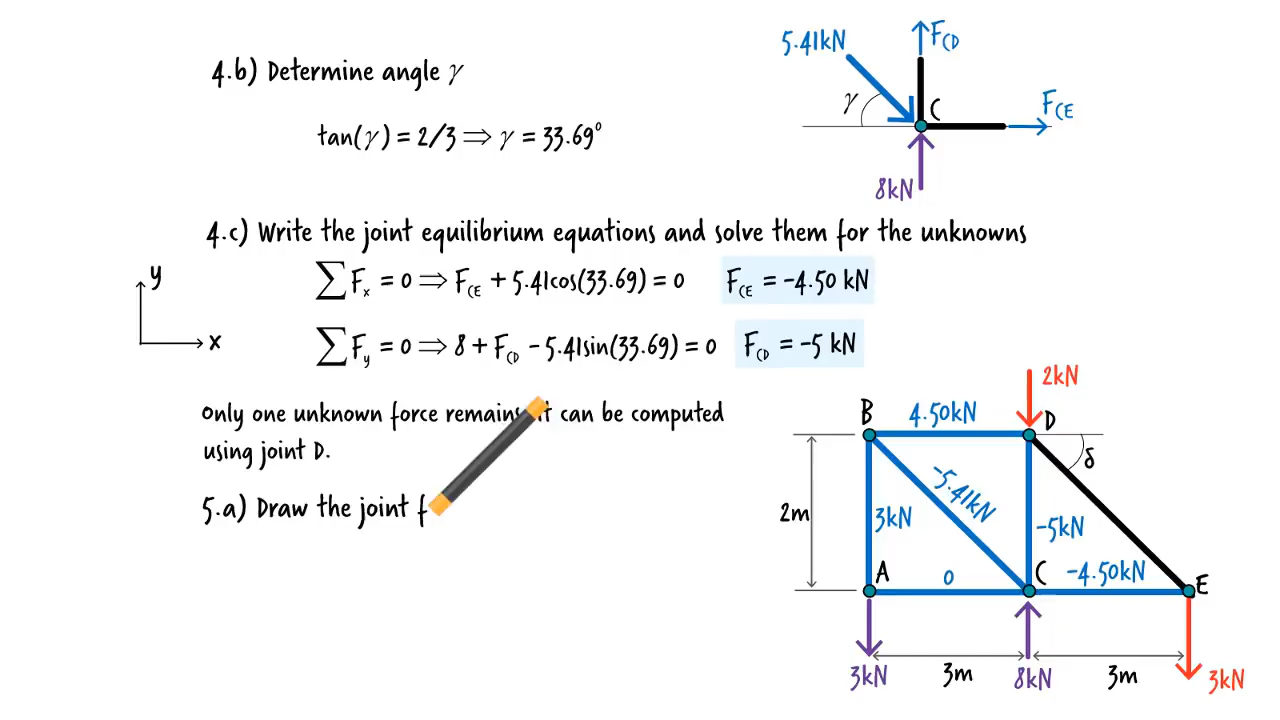 4.b) Determine angle γ
tan(γ) = 2/3 ⟹ γ = 33.69°
5.41kN
F_CD
γ
C
F_CE
8kN
4.c) Write the joint equilibrium equations and solve them for the unknowns
y
x
∑F_x = 0 ⟹ F_CE + 5.41cos(33.69) = 0 F_CE = -4.50 kN
∑F_y = 0 ⟹ 8 + F_CD - 5.41sin(33.69) = 0 F_CD = -5 kN
Only one unknown force remains. It can be computed
using joint D.
5.a) Draw the joint f
2kN
B
4.50kN
D
δ
2m
3kN
-5.41kN
-5kN
A
0
C
-4.50kN
E
3kN
3m
8kN
3m
3kN